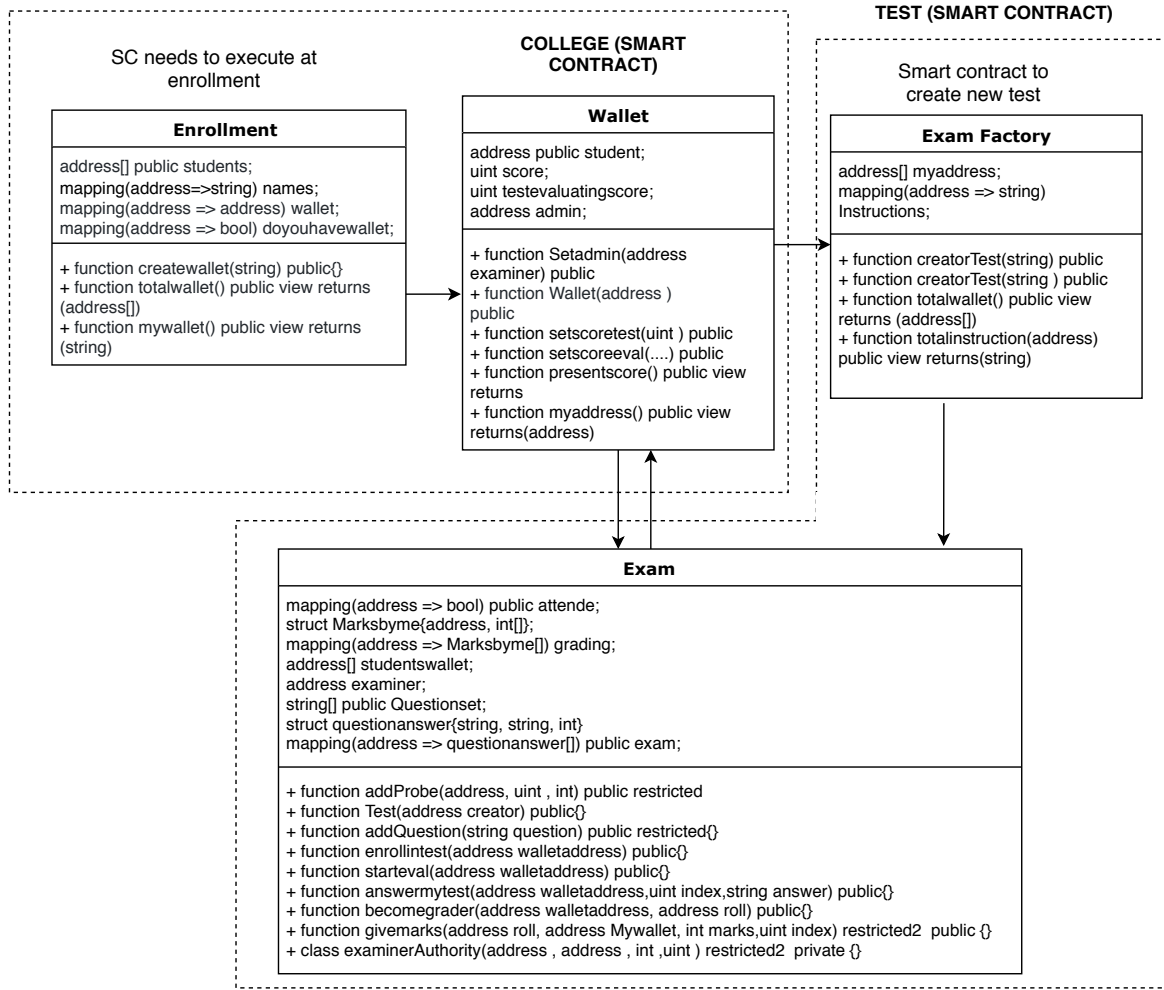 TEST (SMART CONTRACT)
SC needs to execute at
enrollment
COLLEGE (SMART
CONTRACT)
Smart contract to
create new test
Enrollment
address[] public students;
mapping(address=>string) names;
mapping(address => address) wallet;
mapping(address => bool) doyouhavewallet;
+ function createwallet(string) public{}
+ function totalwallet() public view returns
(address[])
+ function mywallet() public view returns
(string)
Wallet
address public student;
uint score;
uint testevaluatingscore;
address admin;
+ function Setadmin(address
examiner) public
+ function Wallet(address )
public
+ function setscoretest(uint ) public
+ function setscoreeval(....) public
+ function presentscore() public view
returns
+ function myaddress() public view
returns(address)
Exam Factory
address[] myaddress;
mapping(address => string)
Instructions;
+ function creatorTest(string) public
+ function creatorTest(string ) public
+ function totalwallet() public view
returns (address[])
+ function totalinstruction(address)
public view returns(string)
Exam
mapping(address => bool) public attende;
struct Marksbyme{address, int[]};
mapping(address => Marksbyme[]) grading;
address[] studentswallet;
address examiner;
string[] public Questionset;
struct questionanswer{string, string, int}
mapping(address => questionanswer[]) public exam;
+ function addProbe(address, uint , int) public restricted
+ function Test(address creator) public{}
+ function addQuestion(string question) public restricted{}
+ function enrollintest(address walletaddress) public{}
+ function starteval(address walletaddress) public{}
+ function answermytest(address walletaddress,uint index,string answer) public{}
+ function becomegrader(address walletaddress, address roll) public{}
+ function givemarks(address roll, address Mywallet, int marks,uint index) restricted2  public {}
+ class examinerAuthority(address , address , int ,uint ) restricted2  private {}